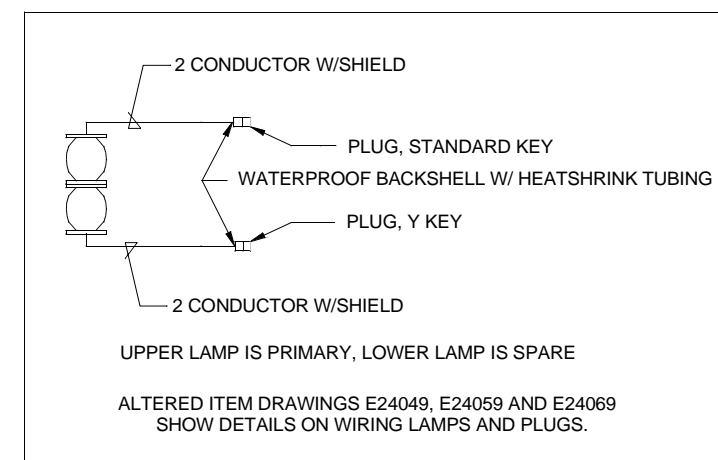 2 CONDUCTOR W/SHIELD
PLUG, STANDARD KEY
WATERPROOF BACKSHELL W/ HEATSHRINK TUBING
PLUG, Y KEY
2 CONDUCTOR W/SHIELD
UPPER LAMP IS PRIMARY, LOWER LAMP IS SPARE
ALTERED ITEM DRAWINGS E24049, E24059 AND E24069
SHOW DETAILS ON WIRING LAMPS AND PLUGS.